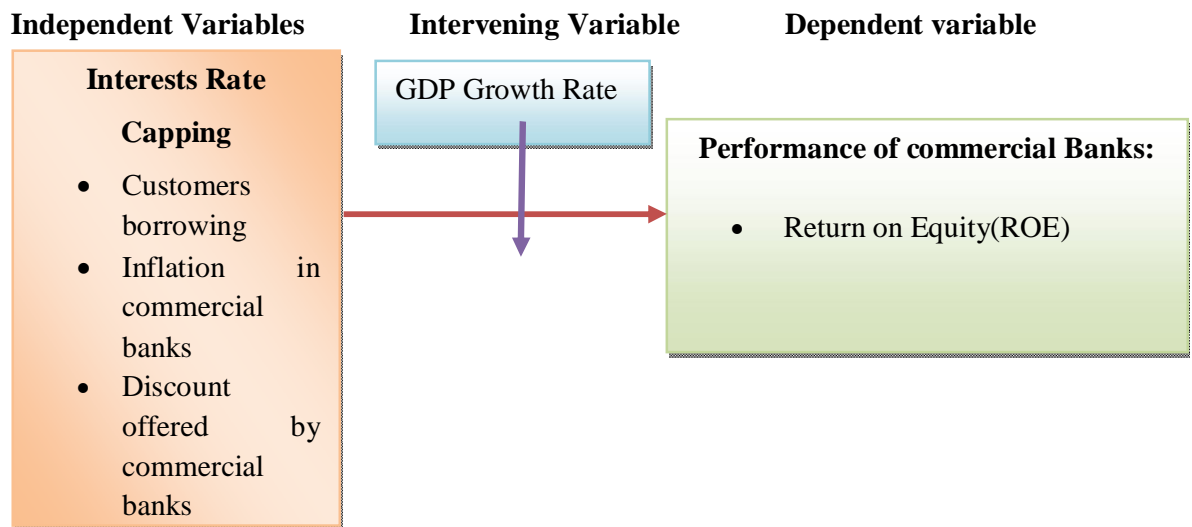 Independent Variables
Intervening Variable
Dependent variable
Interests Rate
Capping
• Customers
borrowing
• Inflation in
commercial
banks
• Discount
offered by
commercial
banks
GDP Growth Rate
Performance of commercial Banks:
• Return on Equity(ROE)